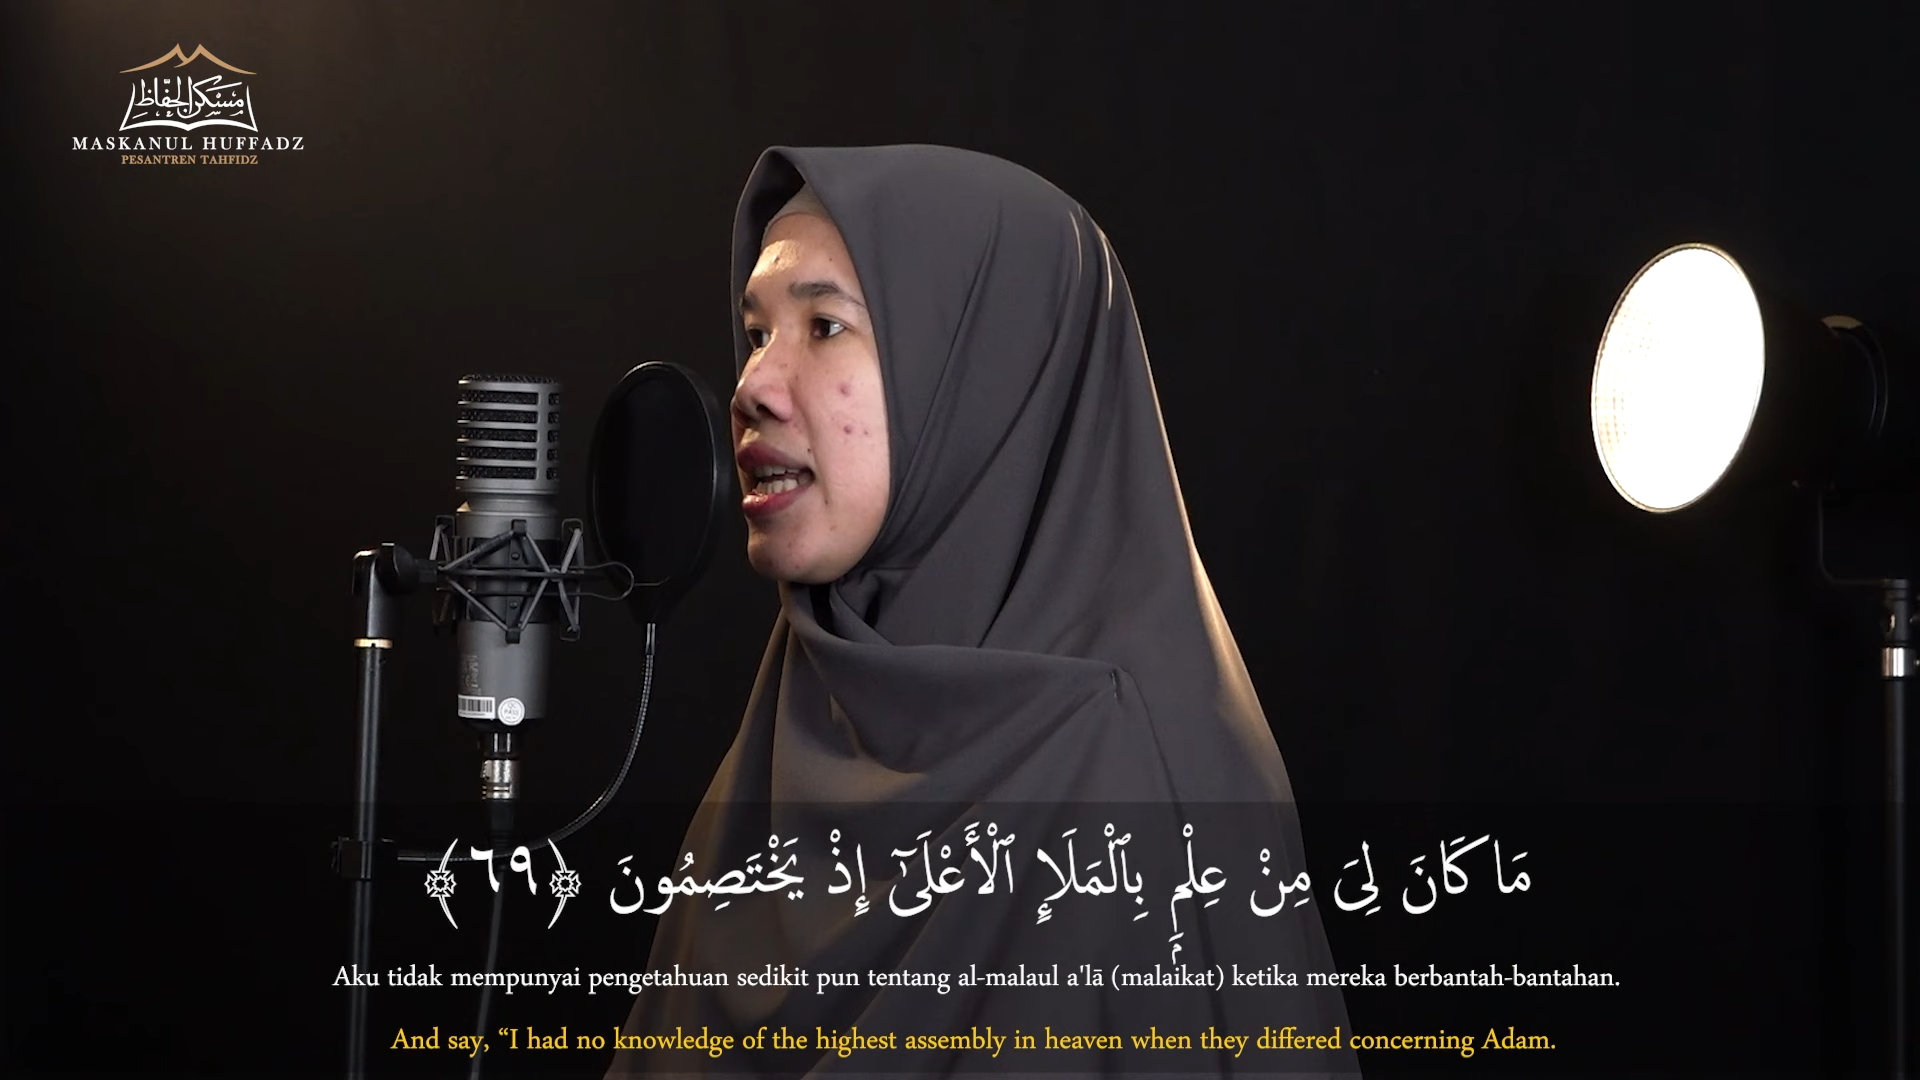 مسكن الحفاظ
MASKANUL HUFFADZ
PESANTREN TAHFIDZ
مَا كَانَ لِىَ مِنْ عِلْمٍۭ بِٱلْمَلَإِ ٱلْأَعْلَىٰٓ إِذْ يَخْتَصِمُونَ ﴿٦٩﴾
Aku tidak mempunyai pengetahuan sedikit pun tentang al-malaul a'lā (malaikat) ketika mereka berbantah-bantahan.
And say, “I had no knowledge of the highest assembly in heaven when they differed concerning Adam.